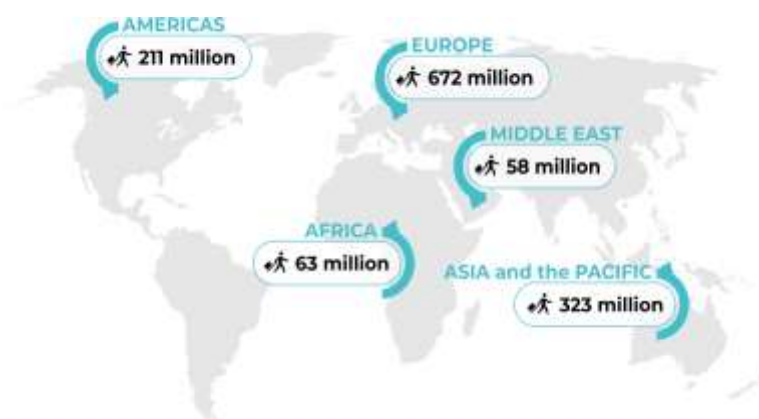 AMERICAS
211 million
EUROPE
672 million
MIDDLE EAST
58 million
AFRICA
63 million
ASIA and the PACIFIC
323 million